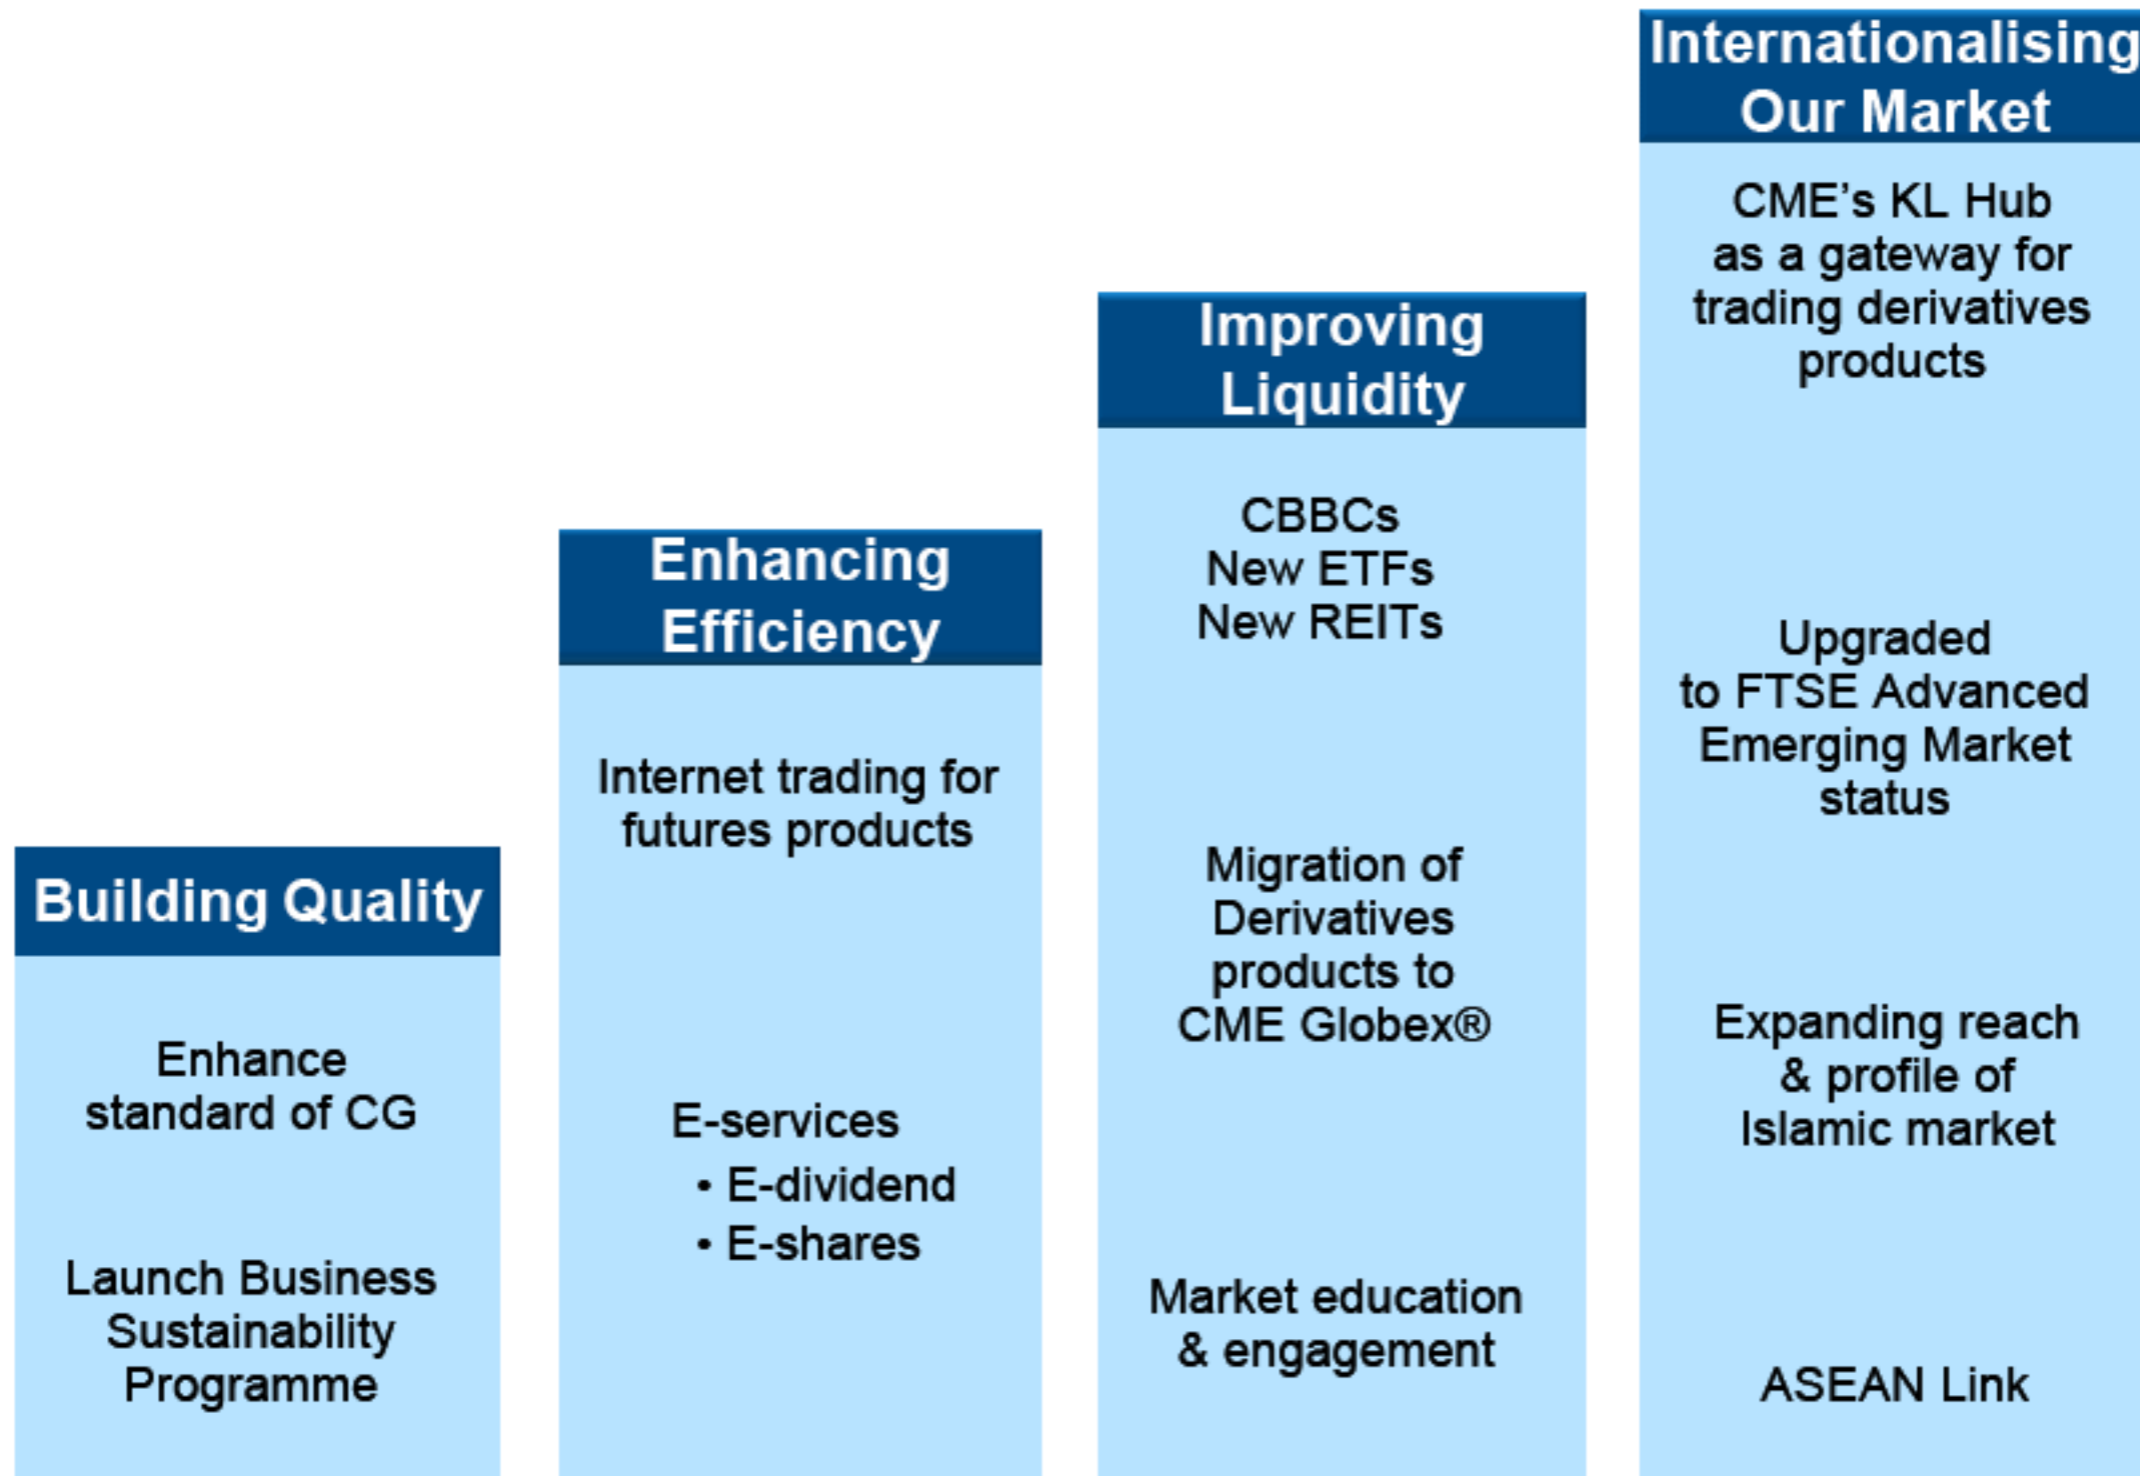 Building Quality
Enhance
standard of CG
Launch Business
Sustainability
Programme
Enhancing
Efficiency
Internet trading for
futures products
E-services
• E-dividend
• E-shares
Improving
Liquidity
CBBCs
New ETFs
New REITs
Migration of
Derivatives
products to
CME Globex®
Market education
& engagement
Internationalising
Our Market
CME’s KL Hub
as a gateway for
trading derivatives
products
Upgraded
to FTSE Advanced
Emerging Market
status
Expanding reach
& profile of
Islamic market
ASEAN Link